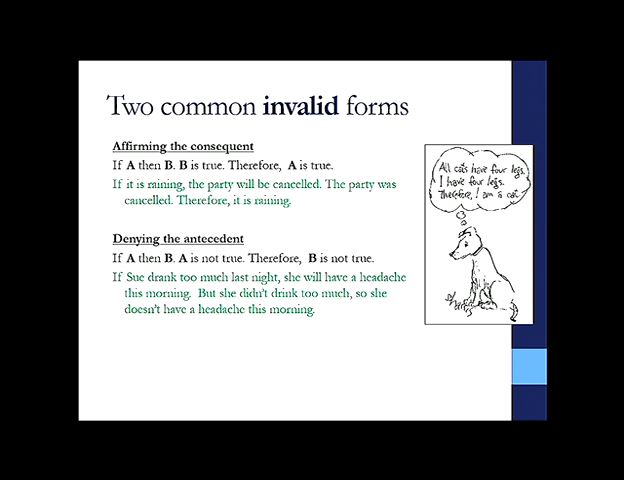 Two common invalid forms
Affirming the consequent
If A then B. B is true. Therefore, A is true.
If it is raining, the party will be cancelled. The party was
cancelled. Therefore, it is raining.
Denying the antecedent
If A then B. A is not true. Therefore, B is not true.
If Sue drank too much last night, she will have a headache
this morning. But she didn't drink too much, so she
doesn't have a headache this morning.
All cats have four legs.
I have four legs.
Therefore, I am a cat.